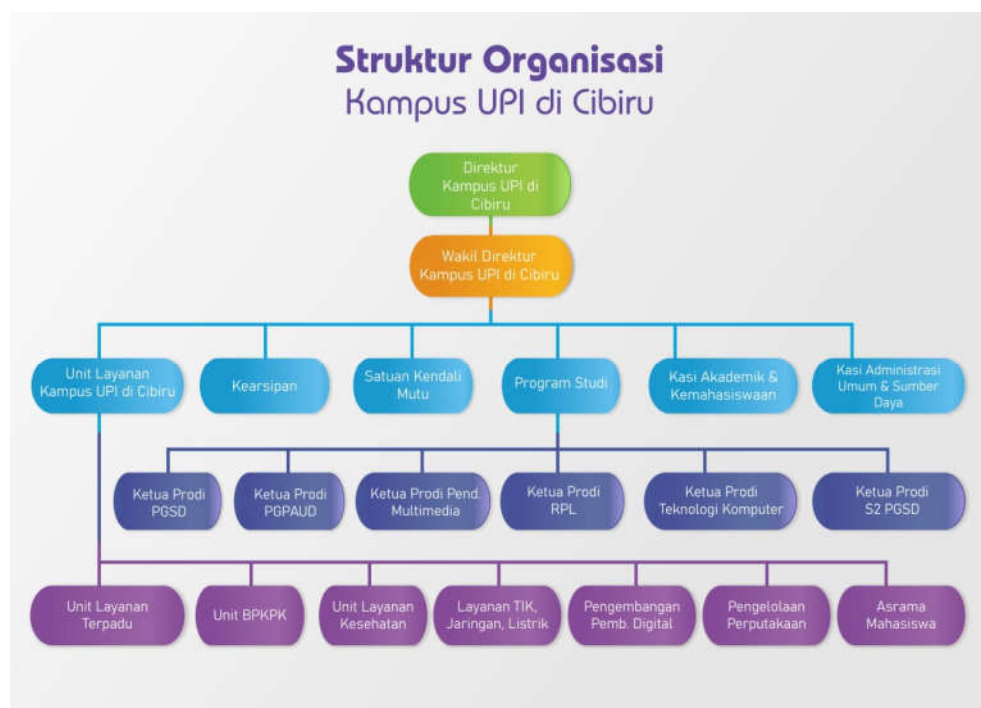 Struktur Organisasi
Kampus UPI di Cibiru
Direktur
Kampus UPI di
Cibiru
Wakil Direktur
Kampus UPI di Cibiru
Unit Layanan
Kampus UPI di Cibiru
Kearsipan
Satuan Kendali
Mutu
Program Studi
Kasi Akademik &
Kemahasiswaan
Kasi Administrasi
Umum & Sumber
Daya
Ketua Prodi
PGSD
Ketua Prodi
PGPAUD
Ketua Prodi Pend.
Multimedia
Ketua Prodi
RPL
Ketua Prodi
Teknologi Komputer
Ketua Prodi
S2 PGSD
Unit Layanan
Terpadu
Unit BPKPK
Unit Layanan
Kesehatan
Layanan TIK,
Jaringan, Listrik
Pengembangan
Pemb. Digital
Pengelolaan
Perputakaan
Asrama
Mahasiswa